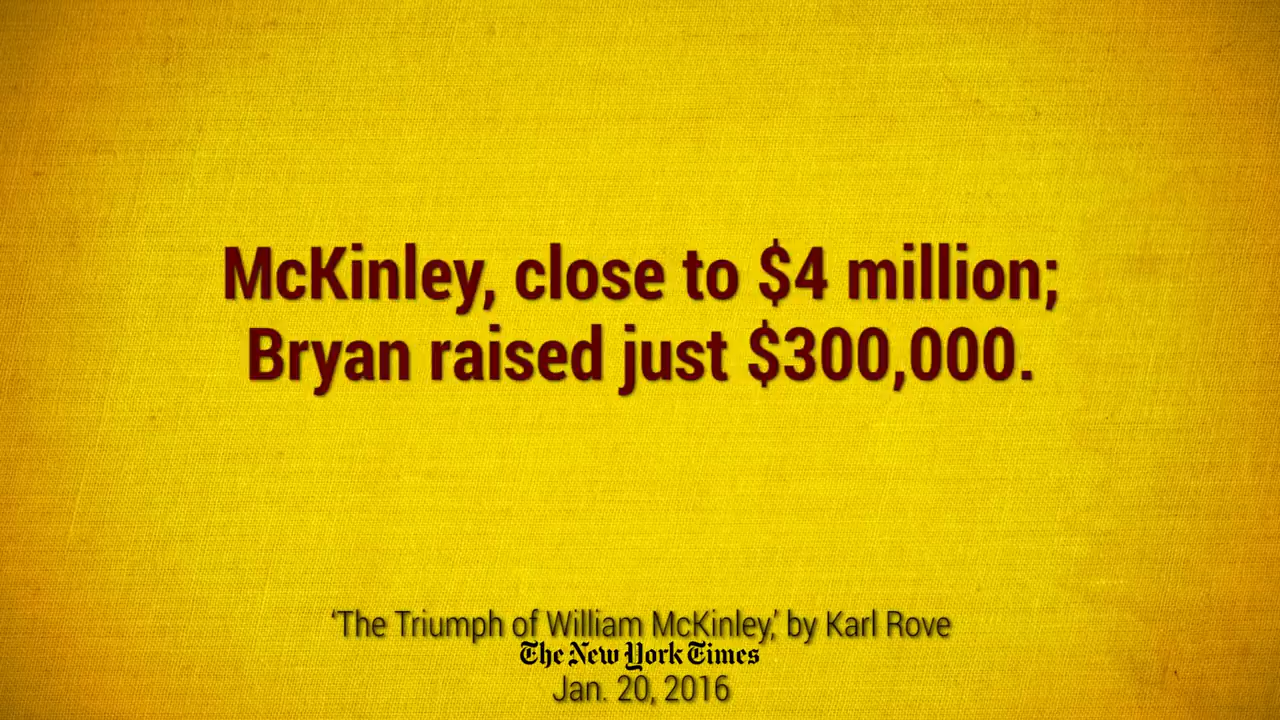 McKinley, close to $4 million;
Bryan raised just $300,000.
‘The Triumph of William McKinley,’ by Karl Rove
The New York Times
Jan. 20, 2016